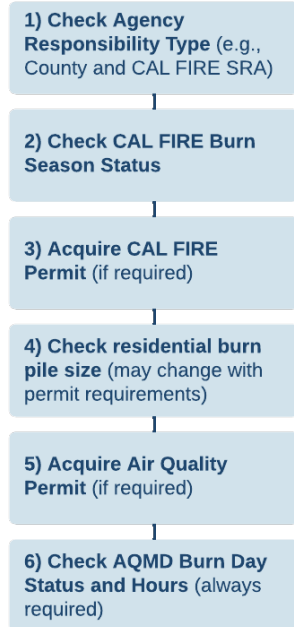 1) Check Agency
Responsibility Type (e.g.,
County and CAL FIRE SRA)
2) Check CAL FIRE Burn
Season Status
3) Acquire CAL FIRE
Permit (if required)
4) Check residential burn
pile size (may change with
permit requirements)
5) Acquire Air Quality
Permit (if required)
6) Check AQMD Burn Day
Status and Hours (always
required)